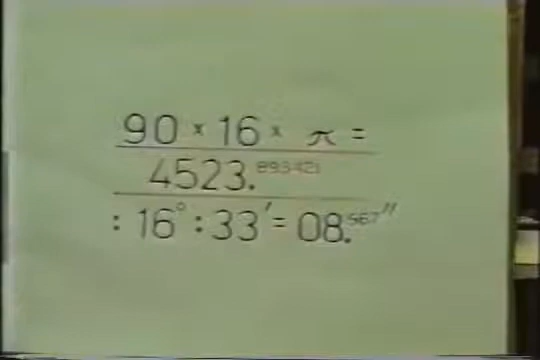 90 × 16 × π =
4523.893421
: 16° : 33′ = 08.567″